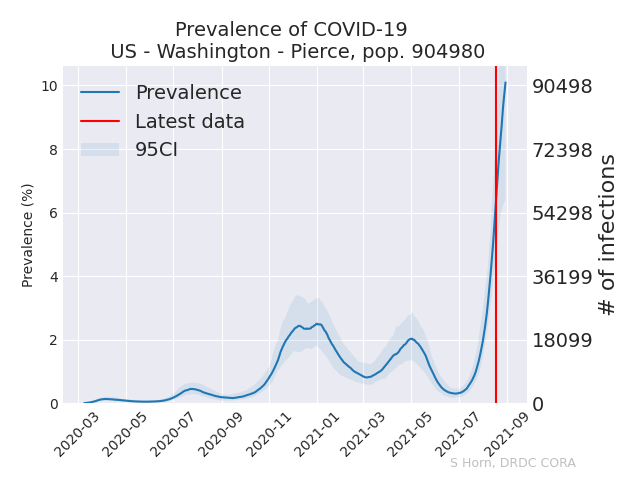 Prevalence of COVID-19
US - Washington - Pierce, pop. 904980
Prevalence
Latest data
95CI
Prevalence (%)
10
8
6
4
2
0
90498
72398
54298
36199
18099
0
# of infections
2020-03
2020-05
2020-07
2020-09
2020-11
2021-01
2021-03
2021-05
2021-07
2021-09
S Horn, DRDC CORA